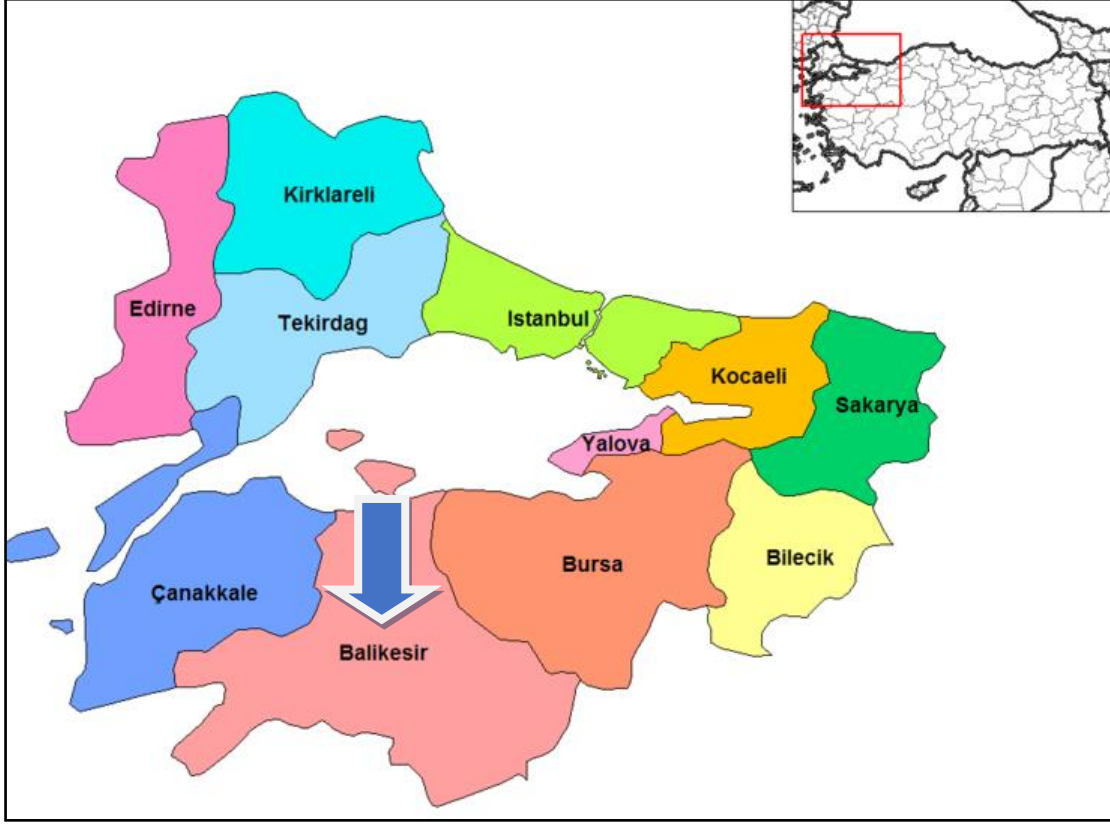 Kirklareli
Edirne
Tekirdag
Istanbul
Kocaeli
Sakarya
Yalova
Bursa
Bilecik
Çanakkale
Balikesir